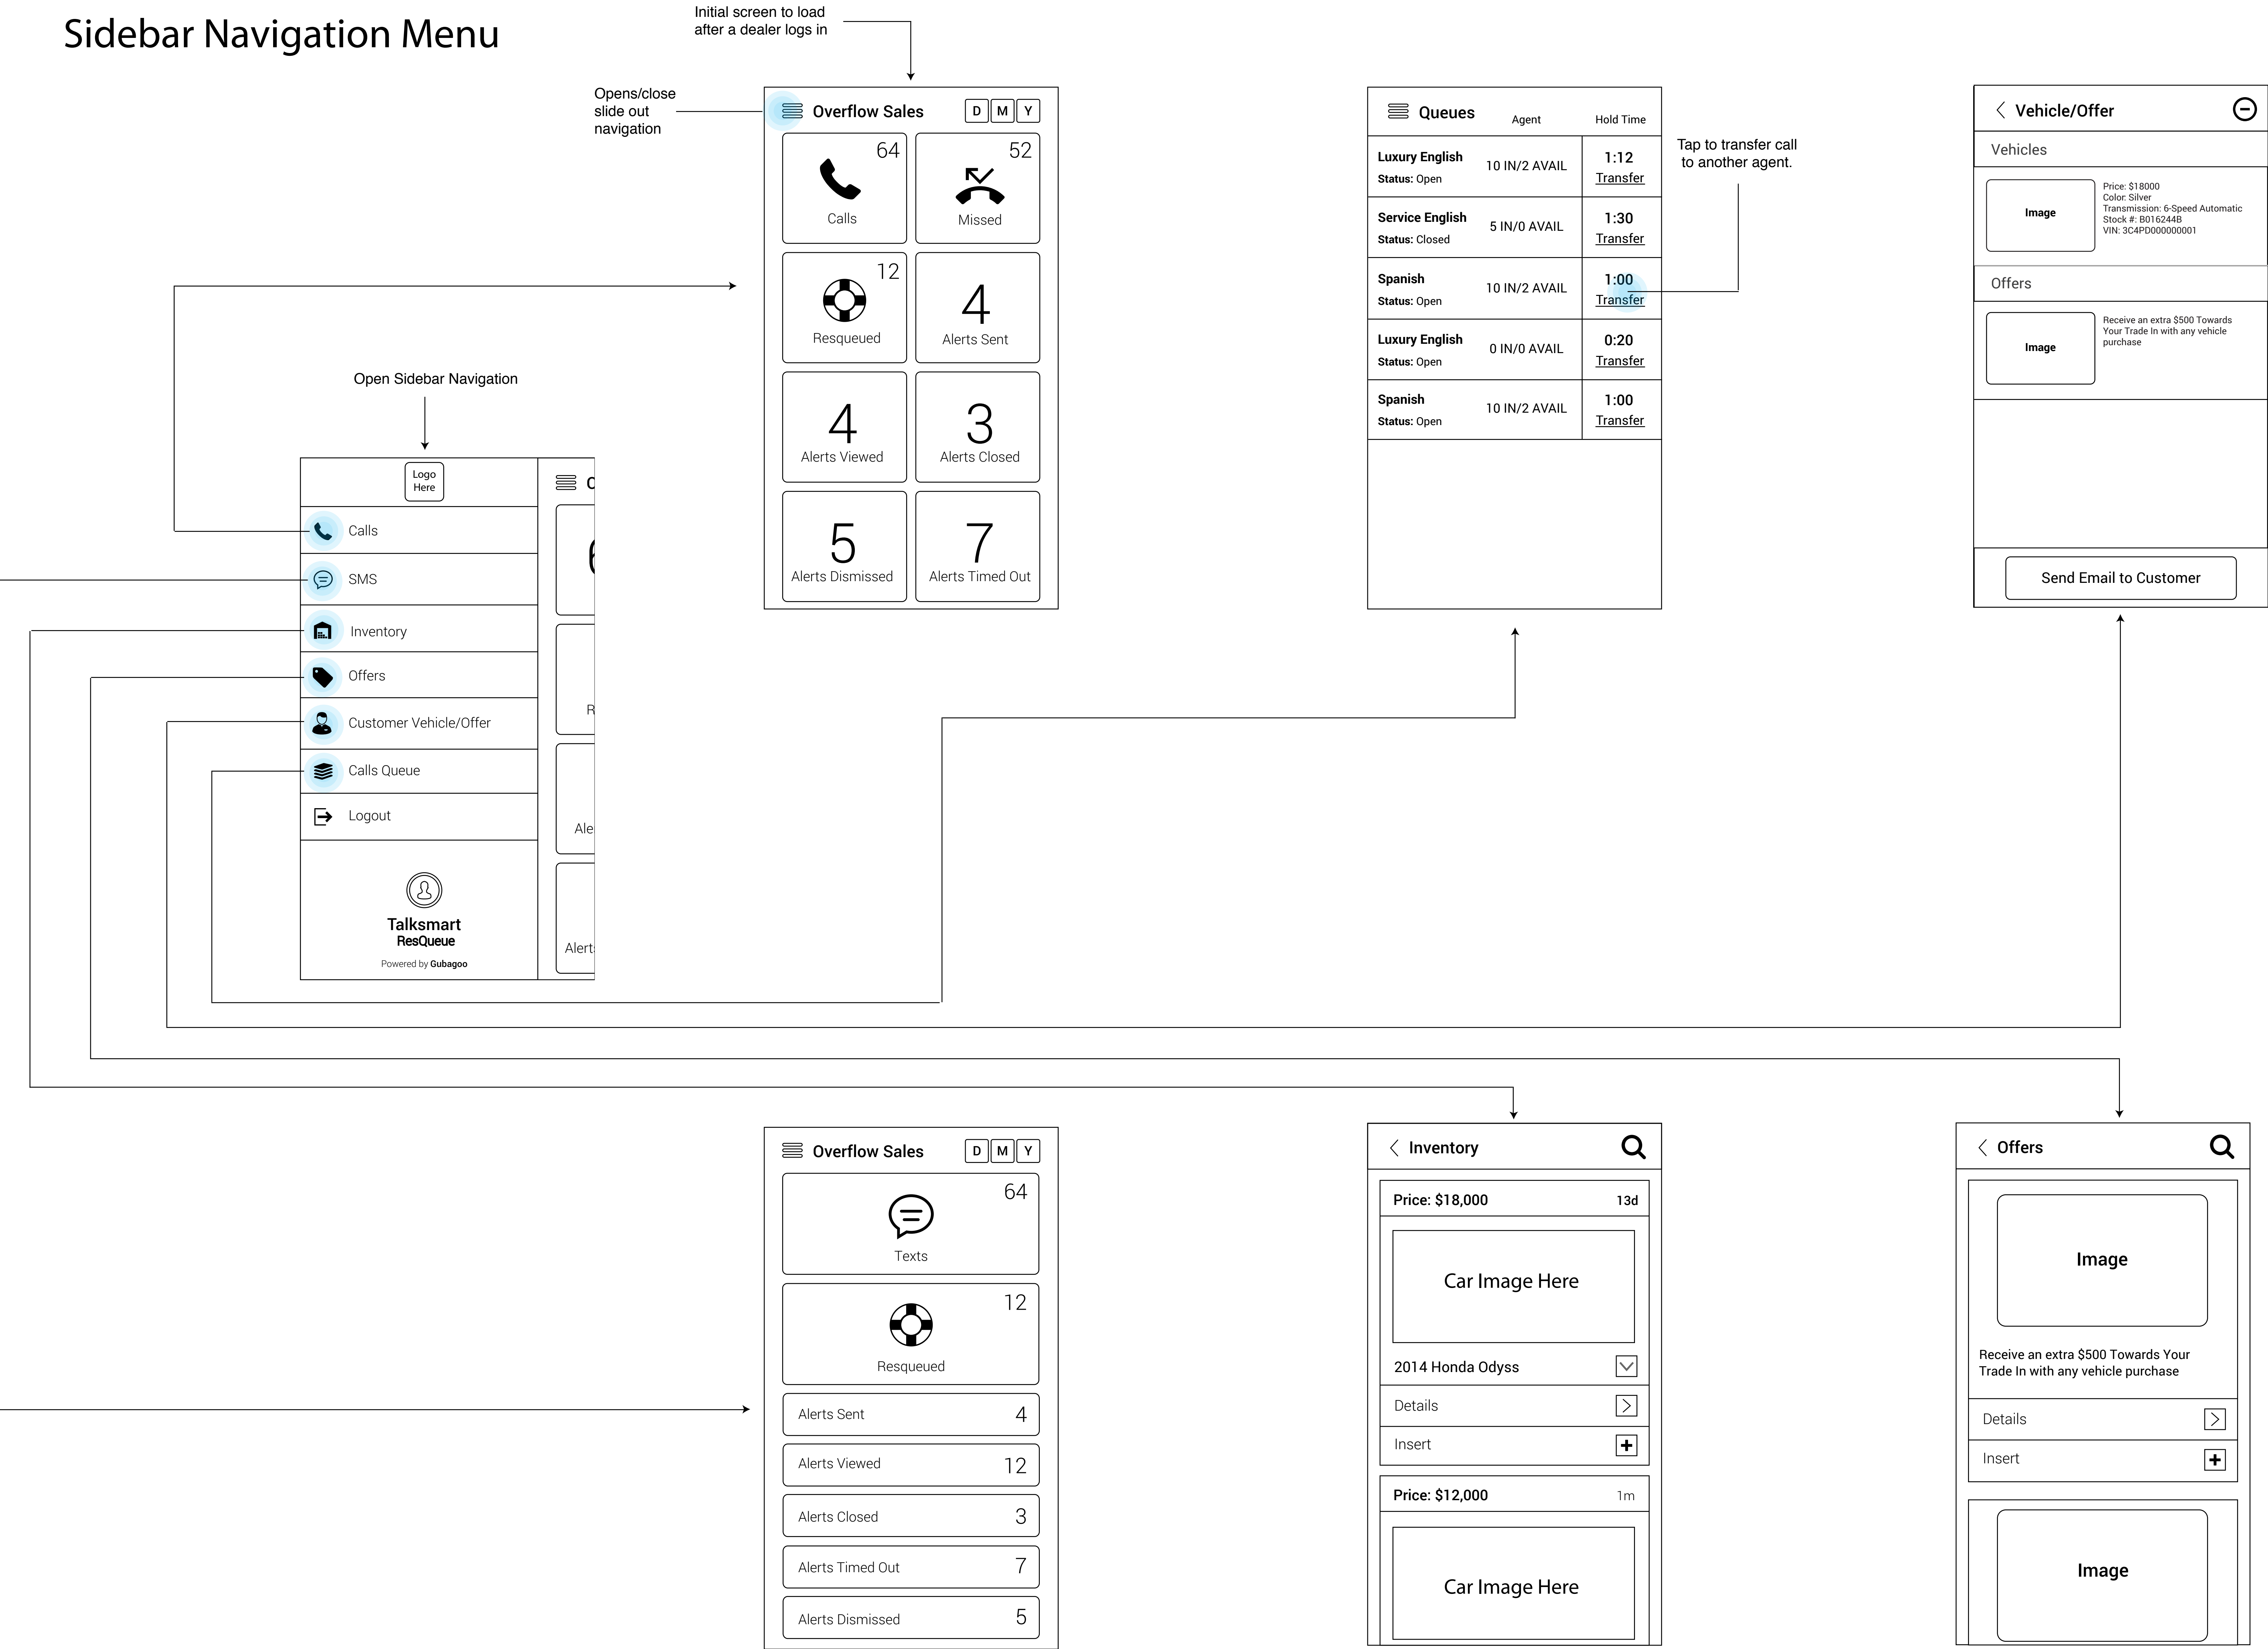 Sidebar Navigation Menu
Initial screen to load
after a dealer logs in
Opens/close
slide out
navigation
Overflow Sales
D M Y
64
Calls
52
Missed
12
Resqueued
4
Alerts Sent
4
Alerts Viewed
3
Alerts Closed
5
Alerts Dismissed
7
Alerts Timed Out
Queues
Agent
Hold Time
Luxury English
Status: Open
10 IN/2 AVAIL
1:12
Transfer
Service English
Status: Closed
5 IN/0 AVAIL
1:30
Transfer
Spanish
Status: Open
10 IN/2 AVAIL
1:00
Transfer
Luxury English
Status: Open
0 IN/0 AVAIL
0:20
Transfer
Spanish
Status: Open
10 IN/2 AVAIL
1:00
Transfer
Tap to transfer call
to another agent.
Vehicle/Offer
Vehicles
Image
Price: $18000
Color: Silver
Transmission: 6-Speed Automatic
Stock #: B016244B
VIN: 3C4PD000000001
Offers
Image
Receive an extra $500 Towards
Your Trade In with any vehicle
purchase
Send Email to Customer
Open Sidebar Navigation
Logo
Here
Calls
SMS
Inventory
Offers
Customer Vehicle/Offer
Calls Queue
Logout
Talksmart
ResQueue
Powered by Gubagoo
R
Ale
Alert
Overflow Sales
D M Y
64
Texts
12
Resqueued
Alerts Sent 4
Alerts Viewed 12
Alerts Closed 3
Alerts Timed Out 7
Alerts Dismissed 5
Inventory
Price: $18,000 13d
Car Image Here
2014 Honda Odyss
Details
Insert
Price: $12,000 1m
Car Image Here
Offers
Image
Receive an extra $500 Towards Your
Trade In with any vehicle purchase
Details
Insert
Image